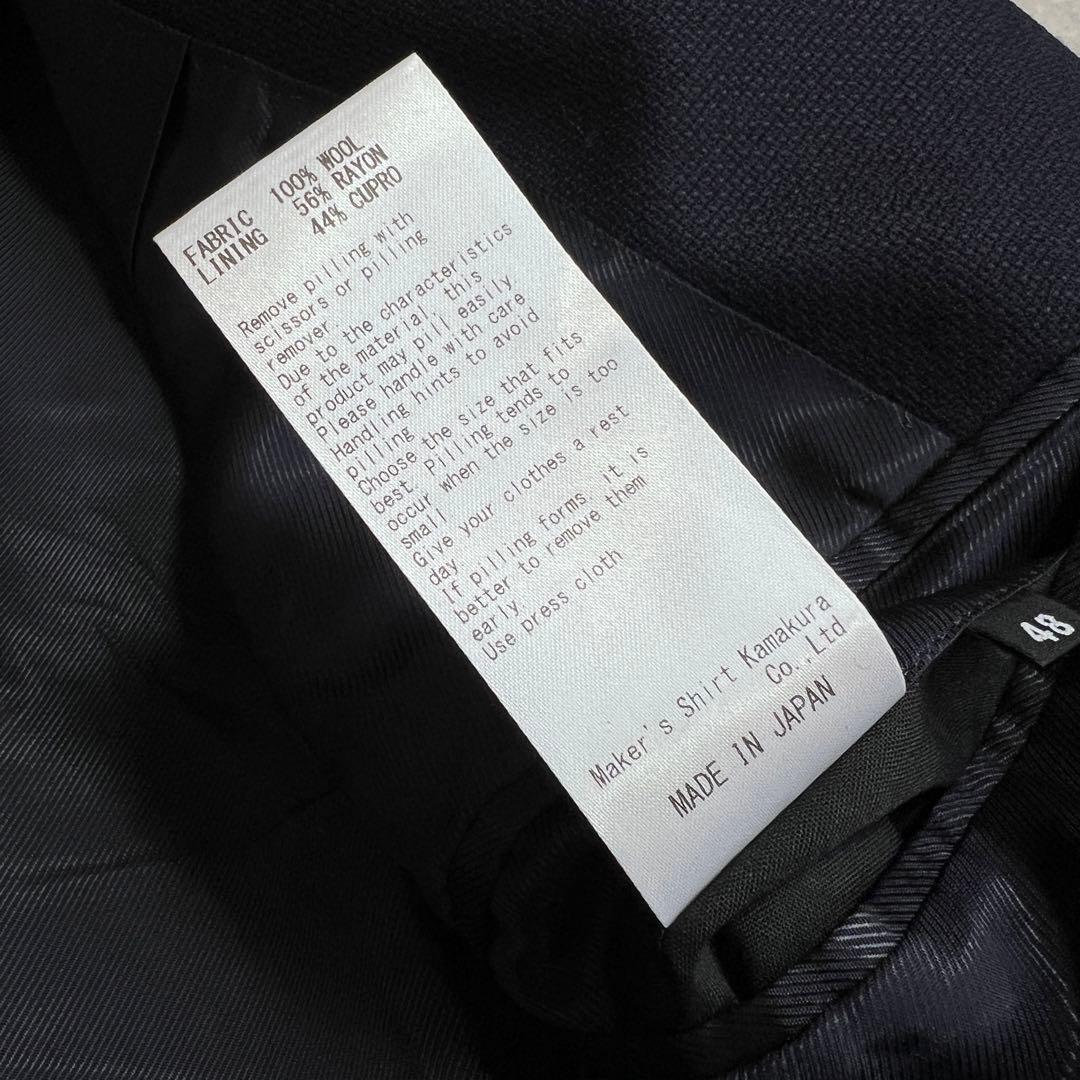 FABRIC 100% WOOL
LINING 56% RAYON
44% CUPRO
Remove pilling with
scissors or pilling
remover
Due to the characteristics
of the material, this
product may pill easily
Please handle with care
Handling hints to avoid
pilling
Choose the size that fits
best. Pilling tends to
occur when the size is too
small
Give your clothes a rest
day.
If pilling forms, it is
better to remove them
early.
Use press cloth
Maker's Shirt Kamakura
Co.,Ltd
MADE IN JAPAN
48